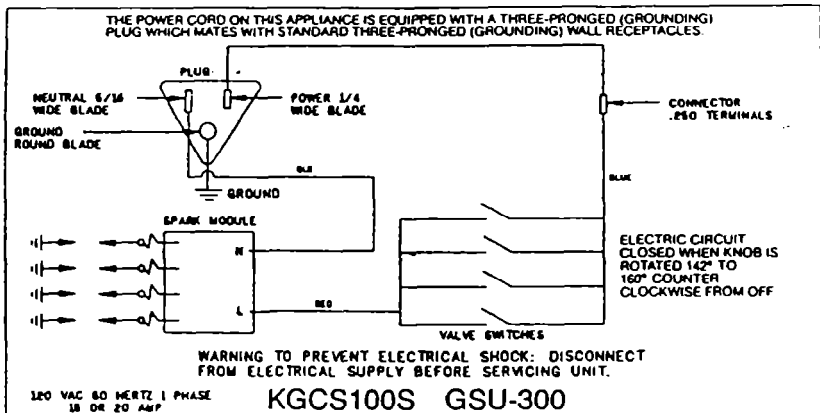 THE POWER CORD ON THIS APPLIANCE IS EQUIPPED WITH A THREE-PRONGED (GROUNDING)
PLUG WHICH MATES WITH STANDARD THREE-PRONGED (GROUNDING) WALL RECEPTACLES.
PLUG
NEUTRAL 5/16
WIDE BLADE
POWER 1/4
WIDE BLADE
CONNECTOR
.250 TERMINALS
GROUND
ROUND BLADE
BLK
BLUE
GROUND
SPARK MODULE
N
ELECTRIC CIRCUIT
CLOSED WHEN KNOB IS
ROTATED 142° TO
160° COUNTER
CLOCKWISE FROM OFF
L
RED
VALVE SWITCHES
WARNING TO PREVENT ELECTRICAL SHOCK: DISCONNECT
FROM ELECTRICAL SUPPLY BEFORE SERVICING UNIT.
120 VAC 60 HERTZ 1 PHASE
15 OR 20 AMP
KGCS100S GSU-300